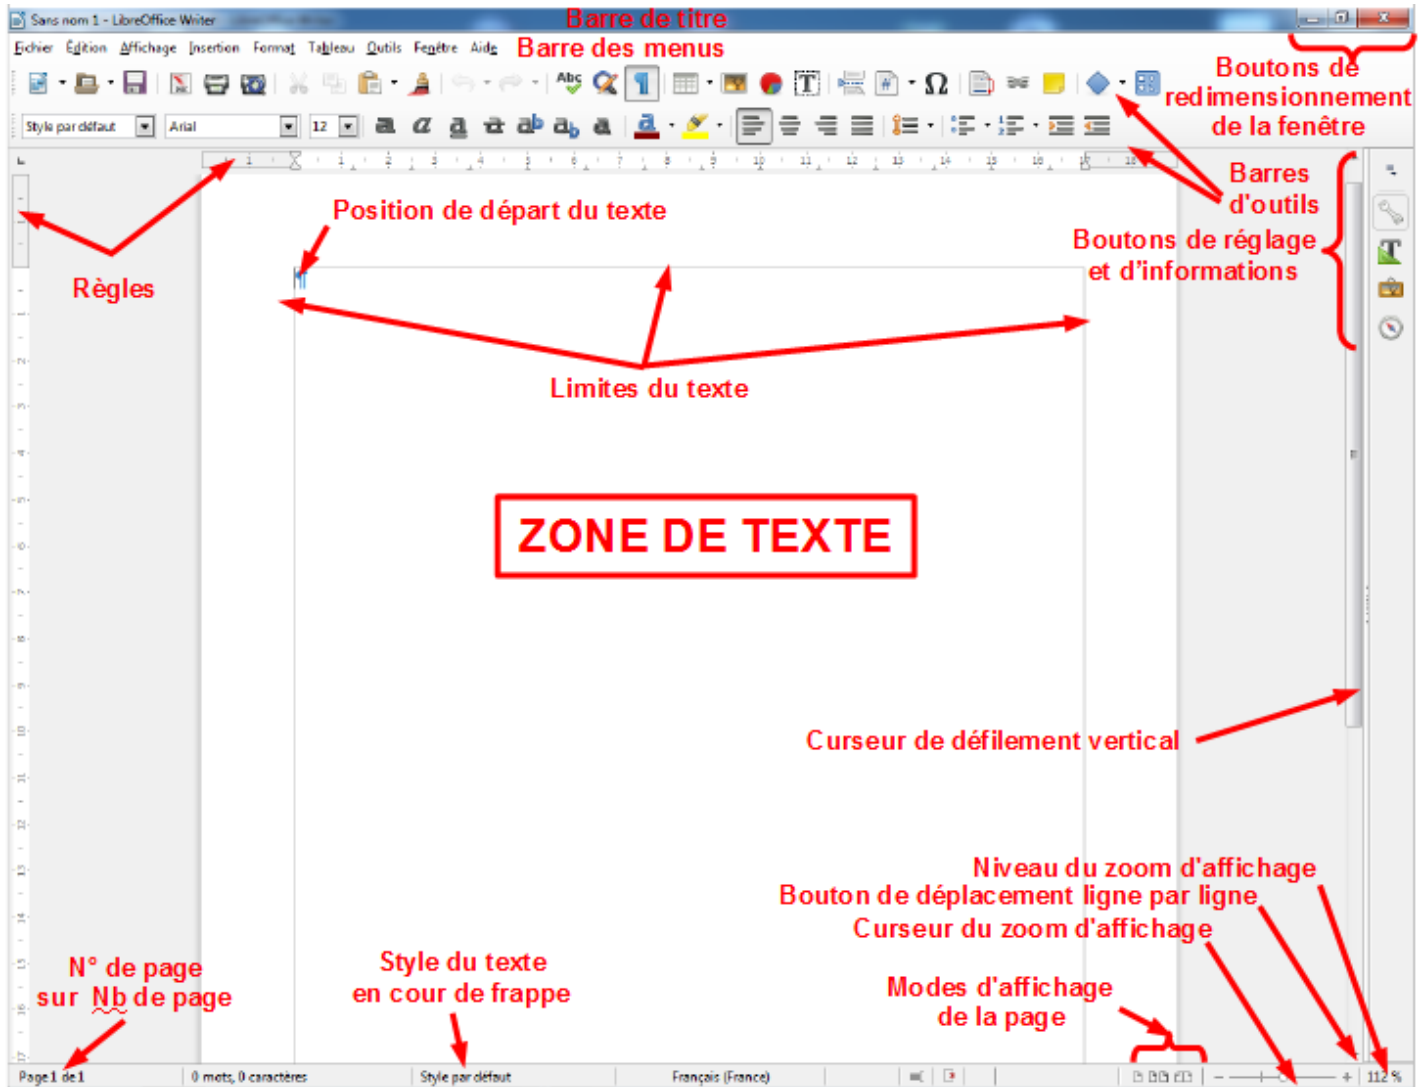 Sans nom 1 - LibreOffice Writer
Barre de titre
Fichier Édition Affichage Insertion Format Tableau Outils Fenêtre Aide
Barre des menus
Boutons de
redimensionnement
de la fenêtre
Style par défaut Arial 12
Barres
d'outils
Position de départ du texte
Boutons de réglage
et d'informations
Règles
Limites du texte
ZONE DE TEXTE
Curseur de défilement vertical
Niveau du zoom d'affichage
Bouton de déplacement ligne par ligne
Curseur du zoom d'affichage
N° de page
sur Nb de page
Style du texte
en cour de frappe
Modes d'affichage
de la page
Page 1 de 1 0 mots, 0 caractères Style par défaut Français (France) 112 %